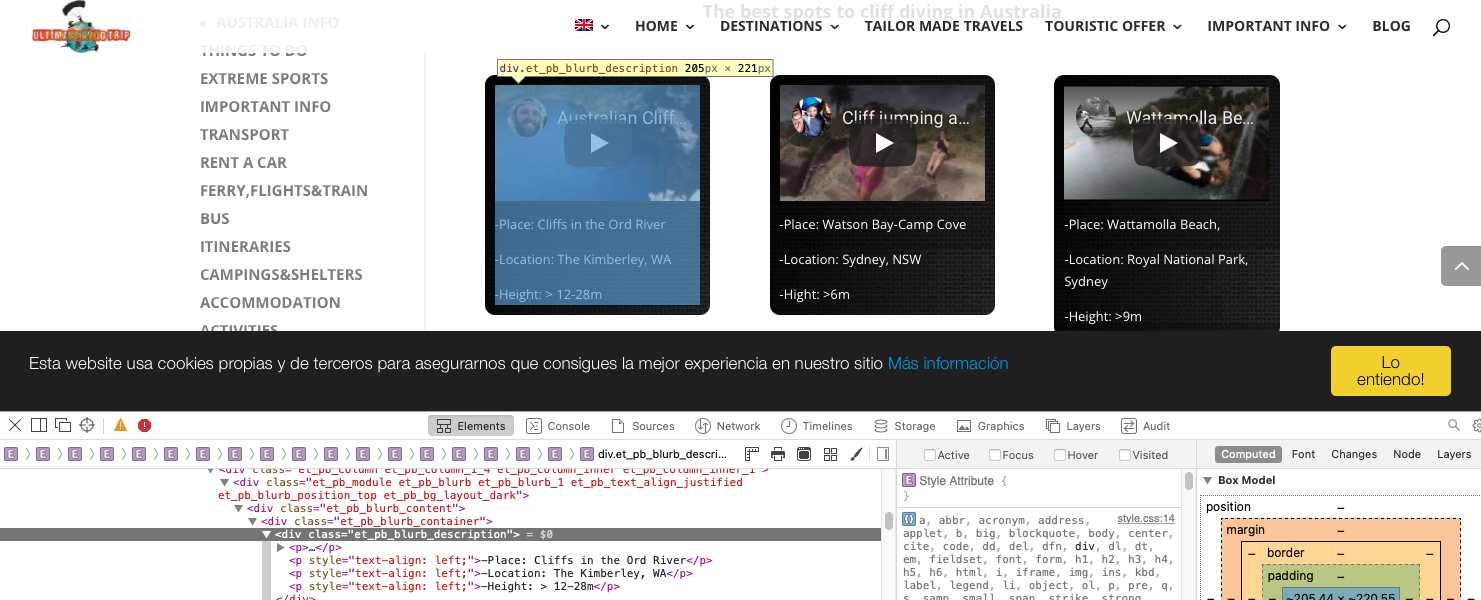 AUSTRALIA INFO
The best spots to cliff diving in Australia
ULTIMATE ROADTRIP
HOME
DESTINATIONS
TAILOR MADE TRAVELS
TOURISTIC OFFER
IMPORTANT INFO
BLOG
THINGS TO DO
EXTREME SPORTS
IMPORTANT INFO
TRANSPORT
RENT A CAR
FERRY,FLIGHTS&TRAIN
BUS
ITINERARIES
CAMPINGS&SHELTERS
ACCOMMODATION
ACTIVITIES
div.et_pb_blurb_description 205px × 221px
Australian Cliff...
-Place: Cliffs in the Ord River
-Location: The Kimberley, WA
-Height: > 12-28m
Cliff jumping a...
-Place: Watson Bay-Camp Cove
-Location: Sydney, NSW
-Hight: >6m
Wattamolla Be...
-Place: Wattamolla Beach,
-Location: Royal National Park,
Sydney
-Height: >9m
Esta website usa cookies propias y de terceros para asegurarnos que consigues la mejor experiencia en nuestro sitio Más información
Lo
entiendo!
Elements
Console
Sources
Network
Timelines
Storage
Graphics
Layers
Audit
E E E E E E E E E E E E E E E E E E E div.et_pb_blurb_descri...
Active
Focus
Hover
Visited
Computed
Font
Changes
Node
Layers
<div class="et_pb_column et_pb_column_1_4 et_pb_column_inner et_pb_column_inner_1">
<div class="et_pb_module et_pb_blurb et_pb_blurb_1 et_pb_text_align_justified
et_pb_blurb_position_top et_pb_bg_layout_dark">
<div class="et_pb_blurb_content">
<div class="et_pb_blurb_container">
<div class="et_pb_blurb_description"> = $0
<p>…</p>
<p style="text-align: left;">–Place: Cliffs in the Ord River</p>
<p style="text-align: left;">–Location: The Kimberley, WA</p>
<p style="text-align: left;">–Height: > 12-28m</p>
</div>
E Style Attribute {
}
{} a, abbr, acronym, address, style.css:14
applet, b, big, blockquote, body, center,
cite, code, dd, del, dfn, div, dl, dt,
em, fieldset, font, form, h1, h2, h3, h4,
h5, h6, html, i, iframe, img, ins, kbd,
label, legend, li, object, ol, p, pre, q,
s, samp, small, span, strike, strong,
Box Model
position –
margin –
– border – –
padding –
– – – ~205.44 × ~220.55 – – –